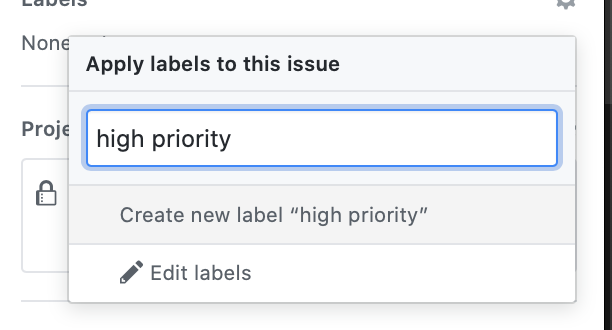 Labels
None
Apply labels to this issue
Proje
high priority
Create new label “high priority”
Edit labels